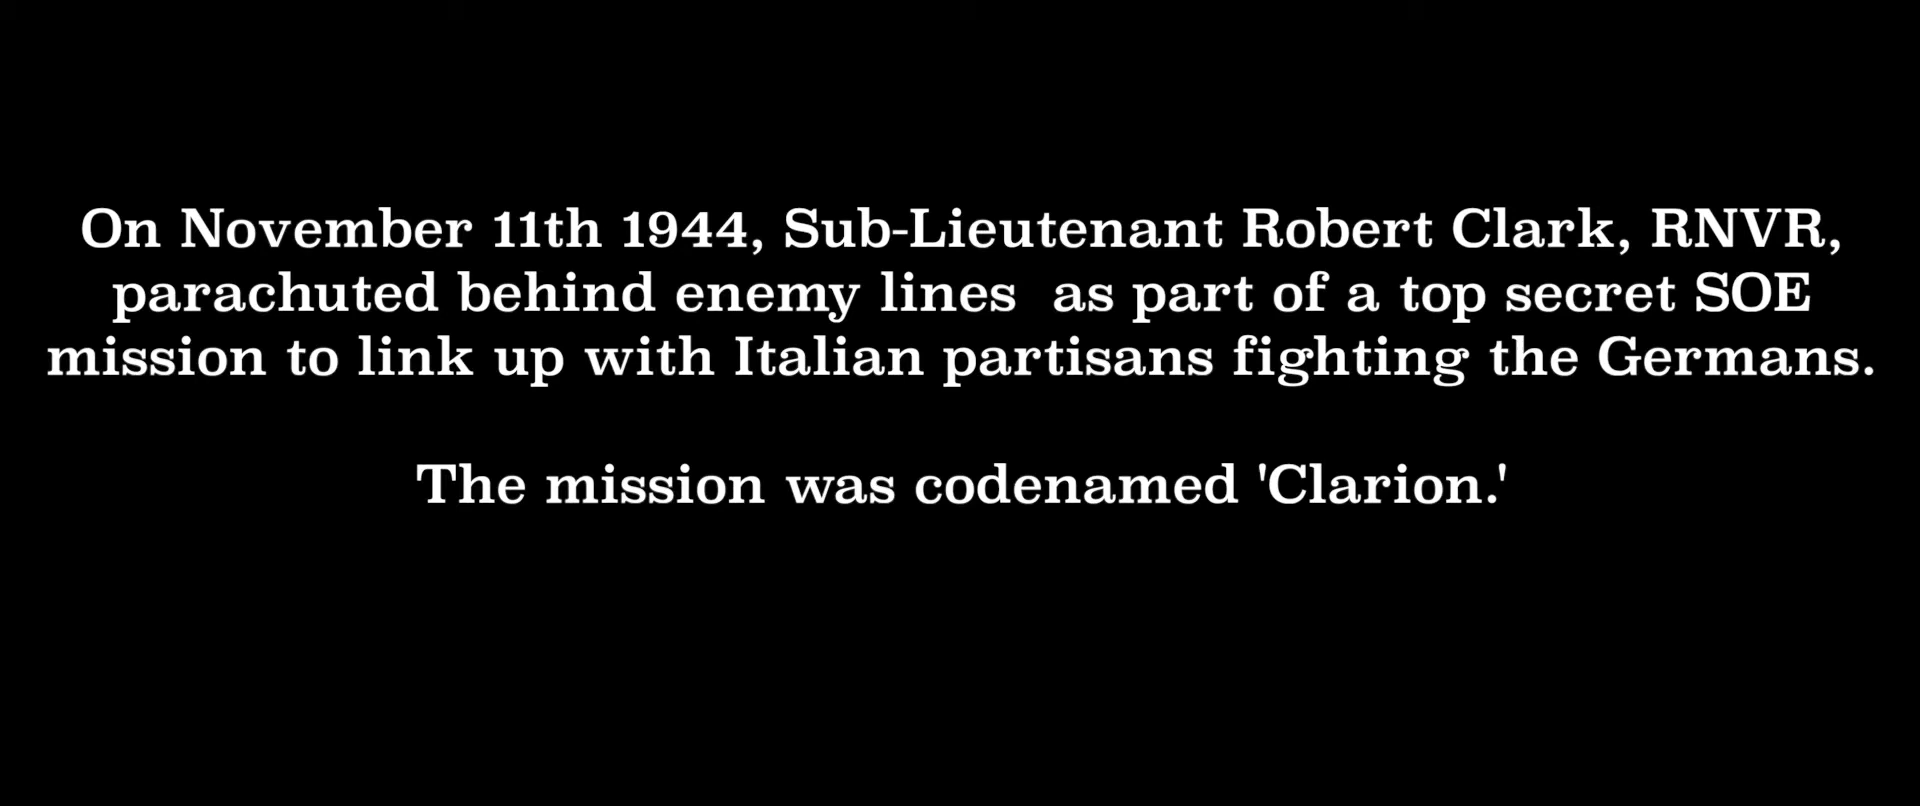 On November 11th 1944, Sub-Lieutenant Robert Clark, RNVR,
parachuted behind enemy lines  as part of a top secret SOE
mission to link up with Italian partisans fighting the Germans.
The mission was codenamed 'Clarion.'